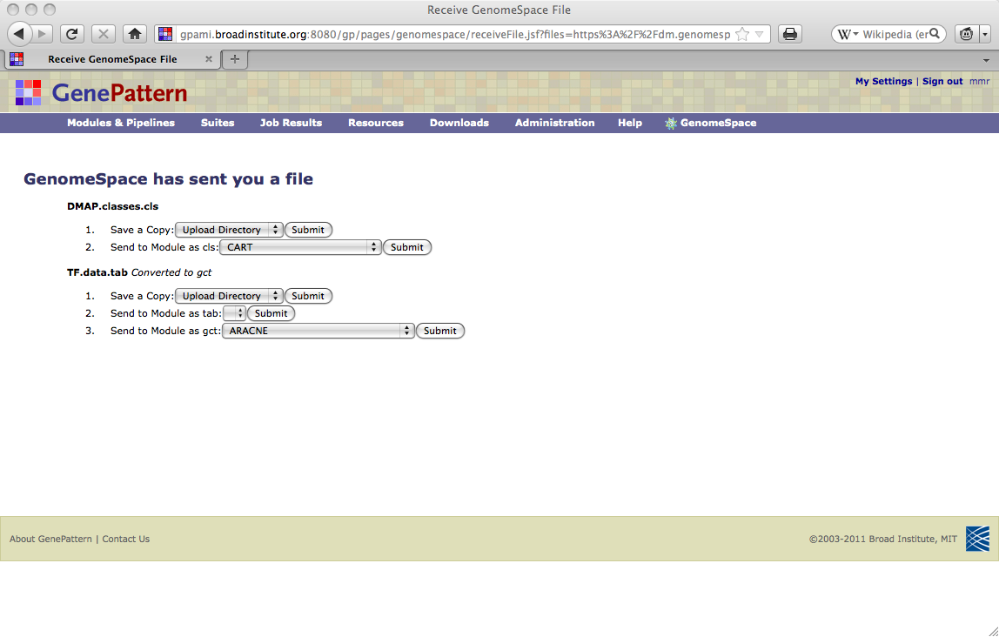 Receive GenomeSpace File
gpami.broadinstitute.org:8080/gp/pages/genomespace/receiveFile.jsf?files=https%3A%2F%2Fdm.genomesp
W Wikipedia (er
Receive GenomeSpace File
GenePattern
My Settings | Sign out mmr
Modules & Pipelines Suites Job Results Resources Downloads Administration Help GenomeSpace
GenomeSpace has sent you a file
DMAP.classes.cls
1. Save a Copy: Upload Directory Submit
2. Send to Module as cls: CART Submit
TF.data.tab Converted to gct
1. Save a Copy: Upload Directory Submit
2. Send to Module as tab: Submit
3. Send to Module as gct: ARACNE Submit
About GenePattern | Contact Us
©2003-2011 Broad Institute, MIT